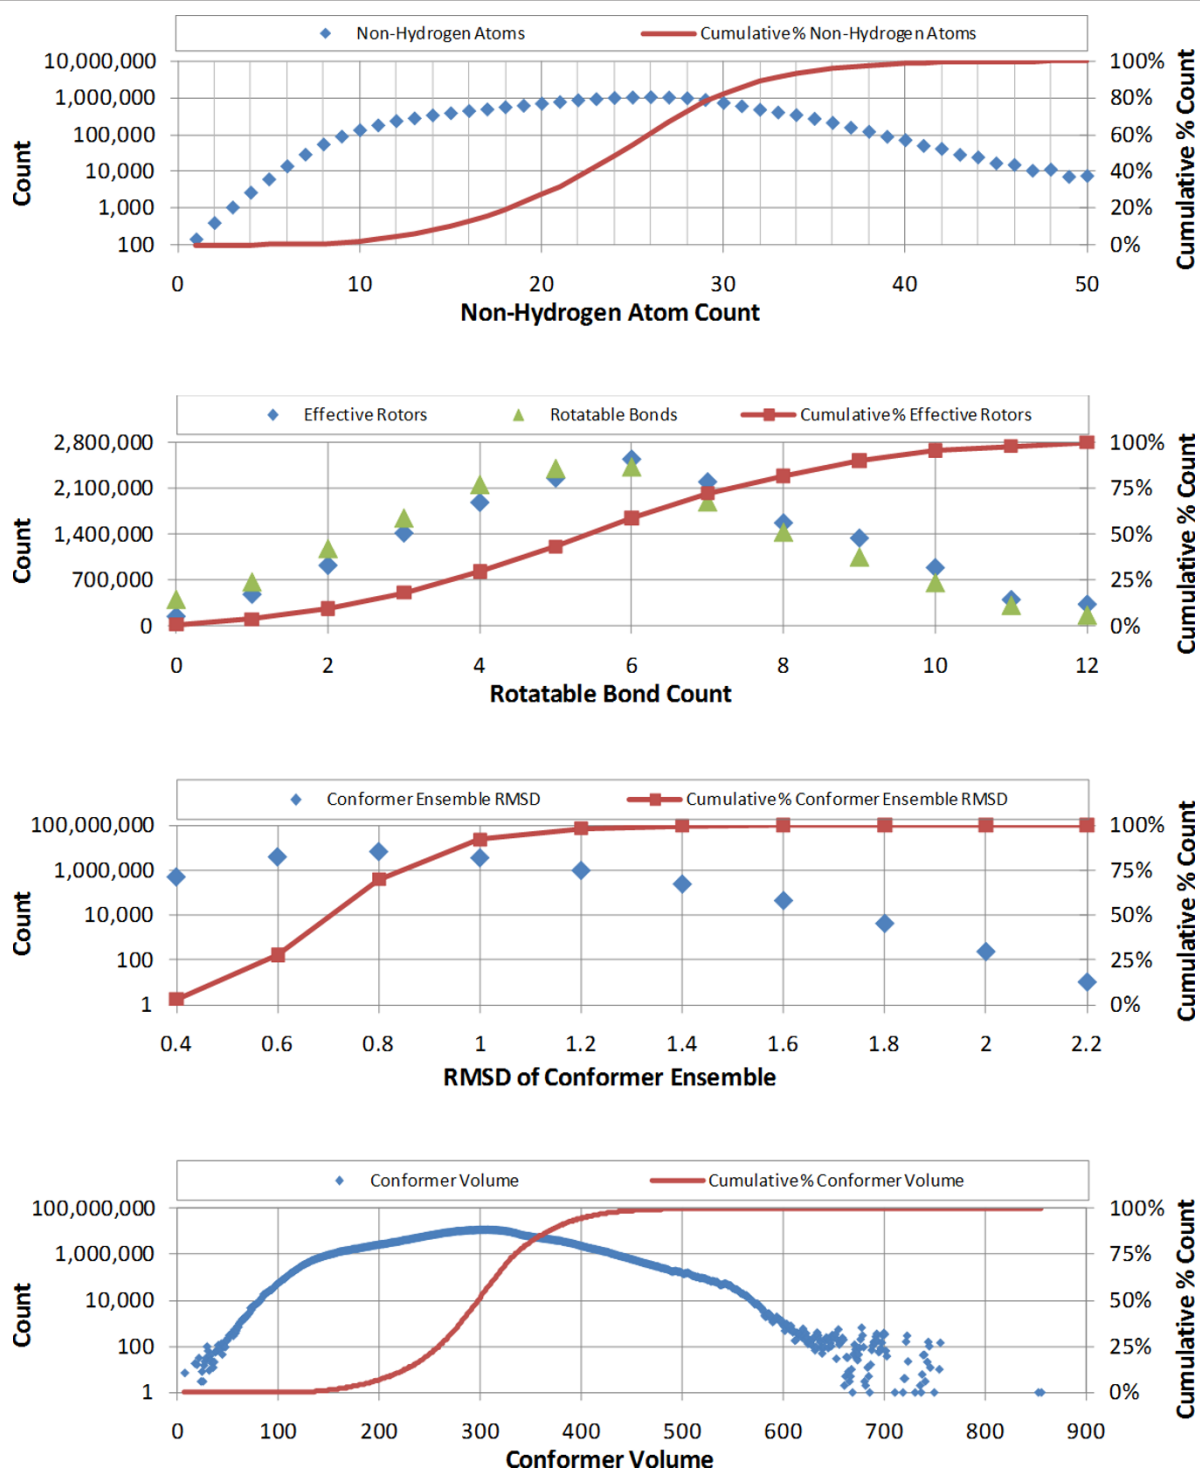 Non-Hydrogen Atoms Cumulative % Non-Hydrogen Atoms
10,000,000 100%
1,000,000 80%
100,000 60%
10,000 40%
1,000 20%
100 0%
Count
Cumulative % Count
0 10 20 30 40 50
Non-Hydrogen Atom Count
Effective Rotors Rotatable Bonds Cumulative % Effective Rotors
2,800,000 100%
2,100,000 75%
1,400,000 50%
700,000 25%
0 0%
Count
Cumulative % Count
0 2 4 6 8 10 12
Rotatable Bond Count
Conformer Ensemble RMSD Cumulative % Conformer Ensemble RMSD
100,000,000 100%
1,000,000 75%
10,000 50%
100 25%
1 0%
Count
Cumulative % Count
0.4 0.6 0.8 1 1.2 1.4 1.6 1.8 2 2.2
RMSD of Conformer Ensemble
Conformer Volume Cumulative % Conformer Volume
100,000,000 100%
1,000,000 75%
10,000 50%
100 25%
1 0%
Count
Cumulative % Count
0 100 200 300 400 500 600 700 800 900
Conformer Volume